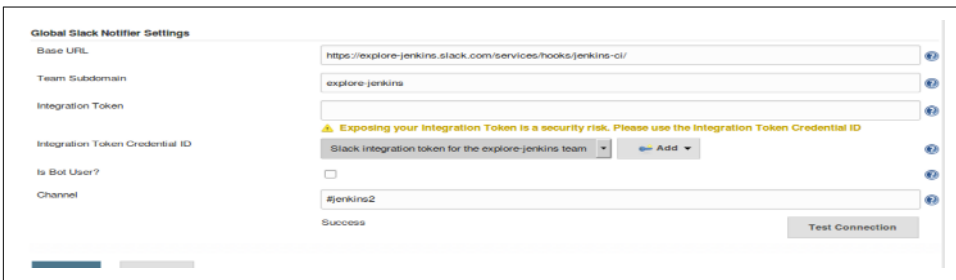 Global Slack Notifier Settings
Base URL
https://explore-jenkins.slack.com/services/hooks/jenkins-ci/
Team Subdomain
explore-jenkins
Integration Token
Exposing your Integration Token is a security risk. Please use the Integration Token Credential ID
Integration Token Credential ID
Slack integration token for the explore-jenkins team
Add
Is Bot User?
Channel
#jenkins2
Success
Test Connection